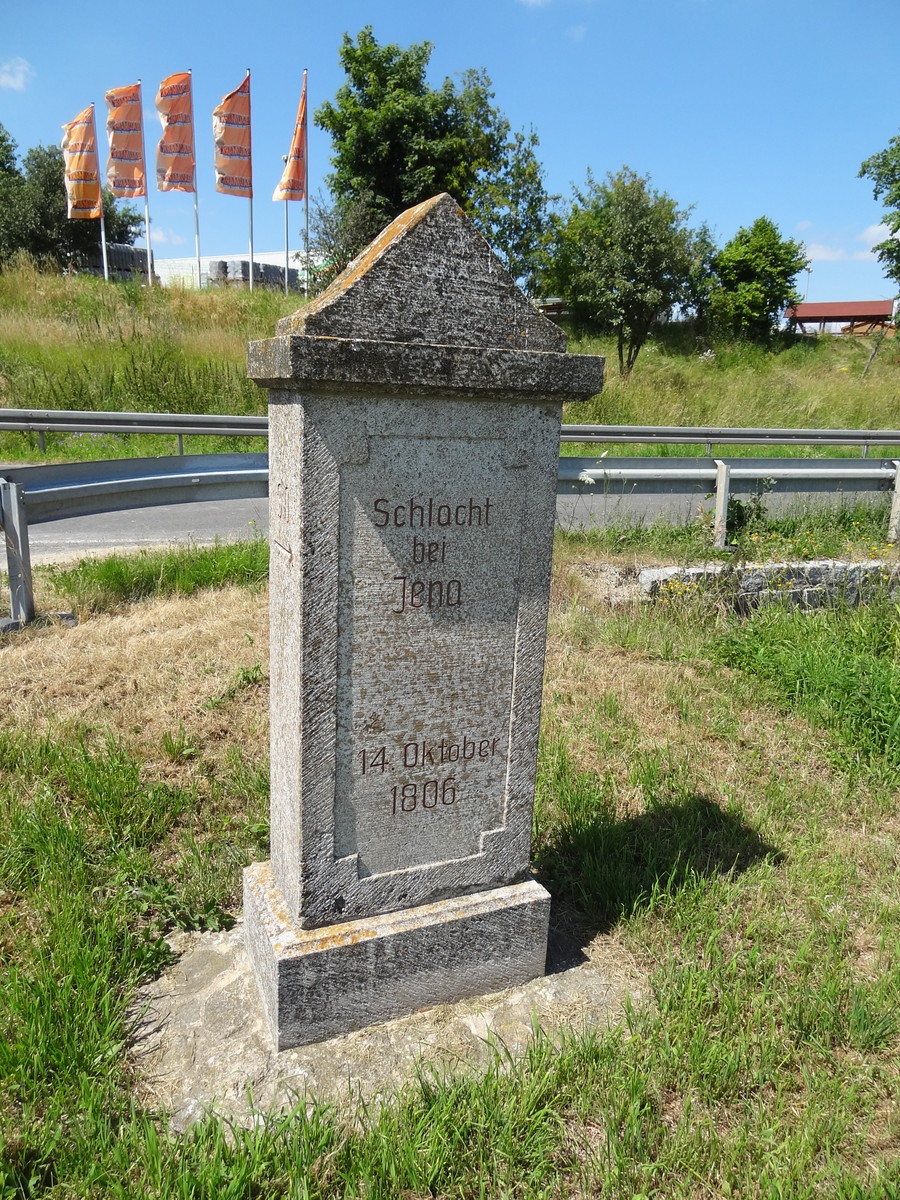 Schlacht
bei
Jena
14. Oktober
1806